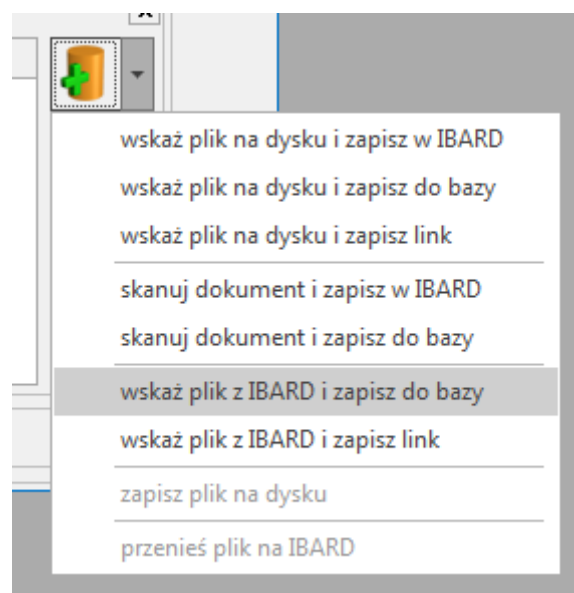 wskaż plik na dysku i zapisz w IBARD
wskaż plik na dysku i zapisz do bazy
wskaż plik na dysku i zapisz link
skanuj dokument i zapisz w IBARD
skanuj dokument i zapisz do bazy
wskaż plik z IBARD i zapisz do bazy
wskaż plik z IBARD i zapisz link
zapisz plik na dysku
przenieś plik na IBARD